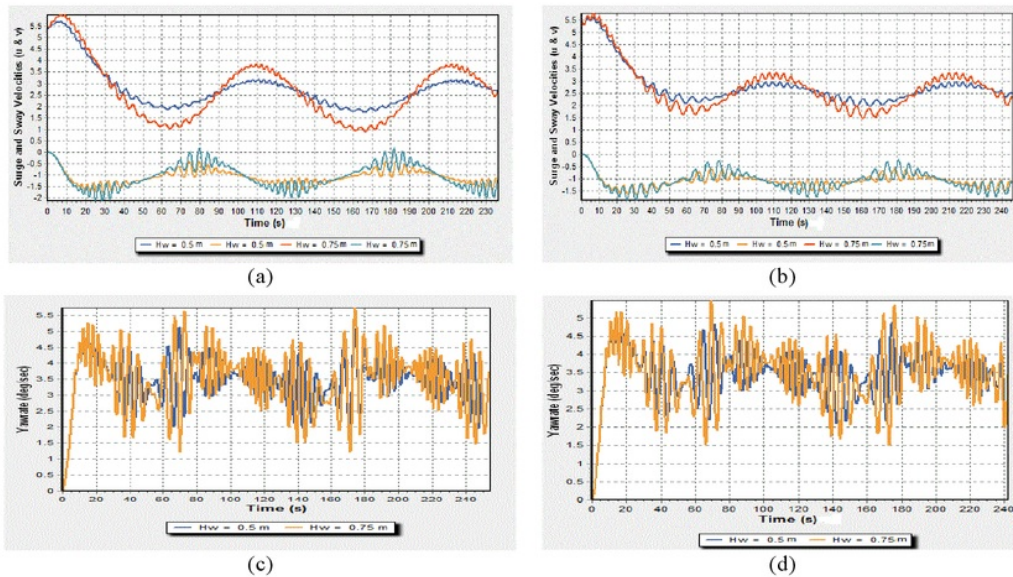 Surge and Sway Velocities (u & v)
5.5
5
4.5
4
3.5
3
2.5
2
1.5
1
0.5
0
-0.5
-1
-1.5
-2
0 10 20 30 40 50 60 70 80 90 100 110 120 130 140 150 160 170 180 190 200 210 220 230
Time (s)
Hw = 0.5 m Hw = 0.5 m Hw = 0.75 m Hw = 0.75 m
(a)
Surge and Sway Velocities (u & v)
5.5
5
4.5
4
3.5
3
2.5
2
1.5
1
0.5
0
-0.5
-1
-1.5
0 10 20 30 40 50 60 70 80 90 100 110 120 130 140 150 160 170 180 190 200 210 220 230 240
Time (s)
Hw = 0.5 m Hw = 0.5 m Hw = 0.75 m Hw = 0.75 m
(b)
Yawrate (deg/sec)
5.5
5
4.5
4
3.5
3
2.5
2
1.5
1
0.5
0
0 20 40 60 80 100 120 140 160 180 200 220 240
Time (s)
Hw = 0.5 m Hw = 0.75 m
(c)
Yawrate (deg/sec)
5
4.5
4
3.5
3
2.5
2
1.5
1
0.5
0
0 20 40 60 80 100 120 140 160 180 200 220 240
Time (s)
Hw = 0.5 m Hw = 0.75 m
(d)